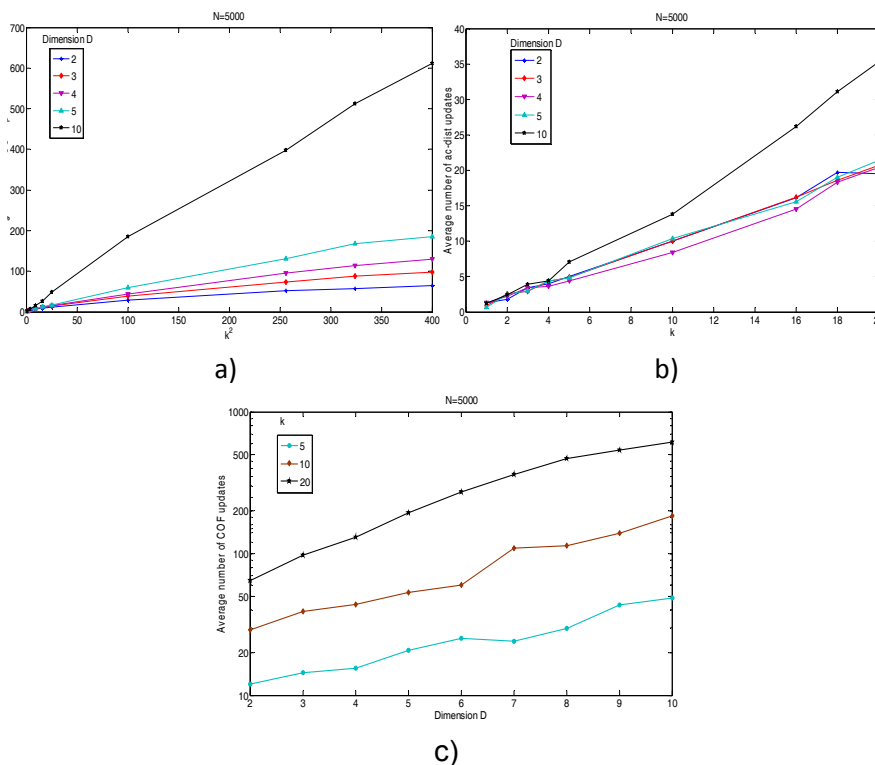 N=5000
Dimension D
2
3
4
5
10
700
600
500
400
300
200
100
0
0 50 100 150 200 250 300 350 400
k²
a)
N=5000
Dimension D
2
3
4
5
10
Average number of ac-dist updates
40
35
30
25
20
15
10
5
0
0 2 4 6 8 10 12 14 16 18
k
b)
N=5000
k
5
10
20
Average number of COF updates
1000
500
200
100
50
20
10
2 3 4 5 6 7 8 9 10
Dimension D
c)